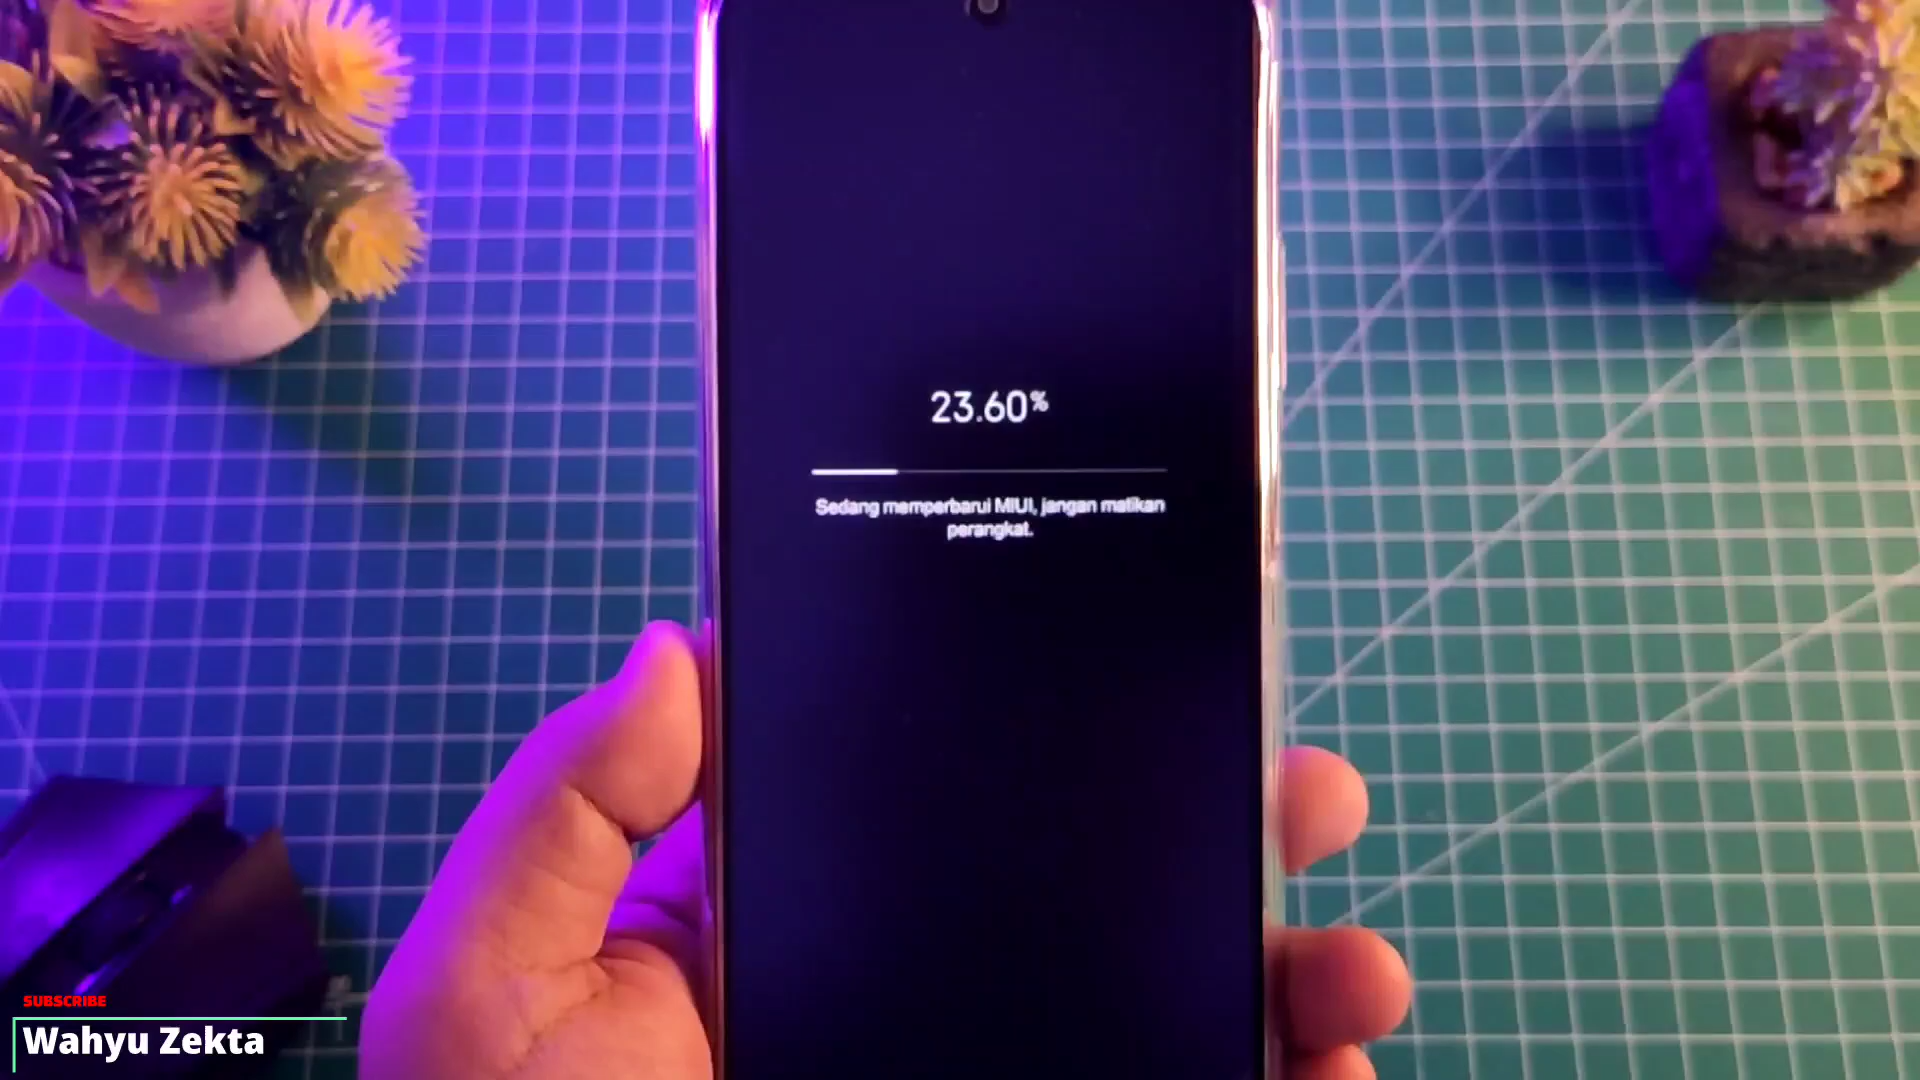 23.60%
Sedang memperbarui MIUI, jangan matikan
perangkat.
SUBSCRIBE
Wahyu Zekta